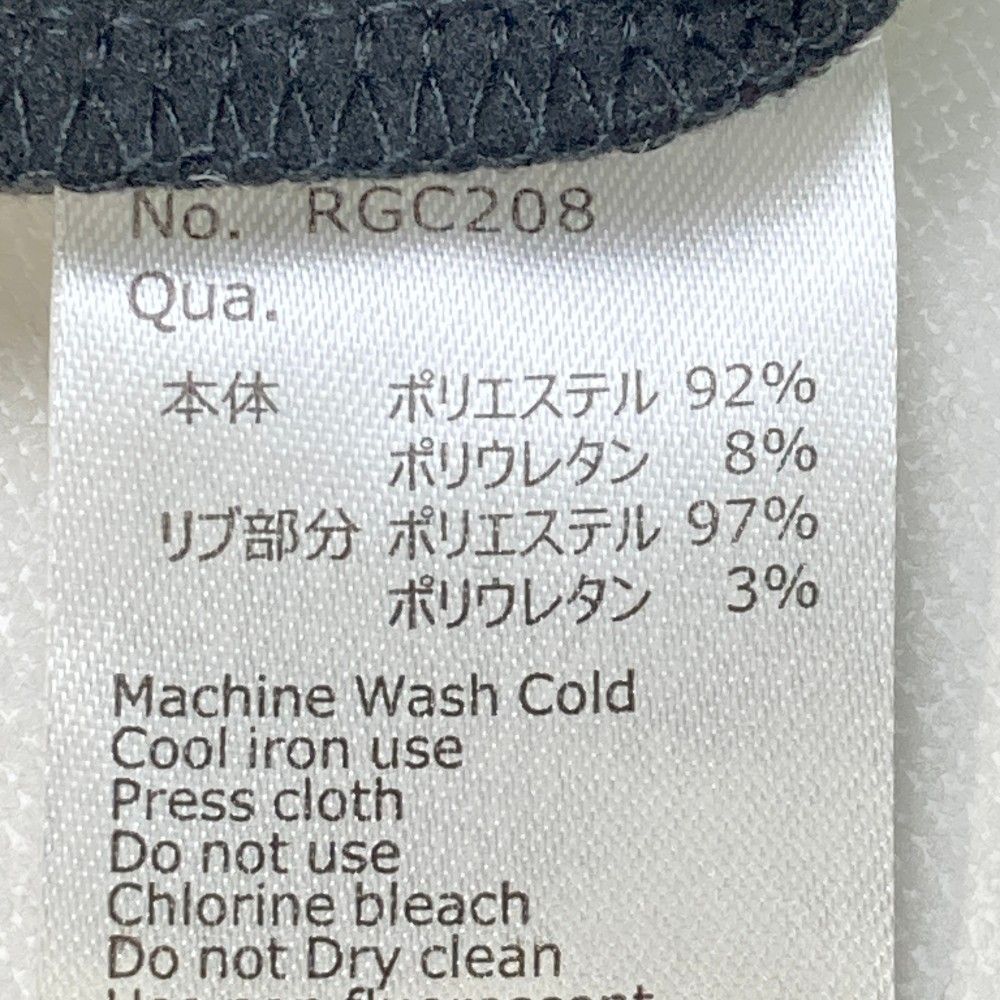 No. RGC208
Qua.
本体 ポリエステル 92%
ポリウレタン 8%
リブ部分 ポリエステル 97%
ポリウレタン 3%
Machine Wash Cold
Cool iron use
Press cloth
Do not use
Chlorine bleach
Do not Dry clean